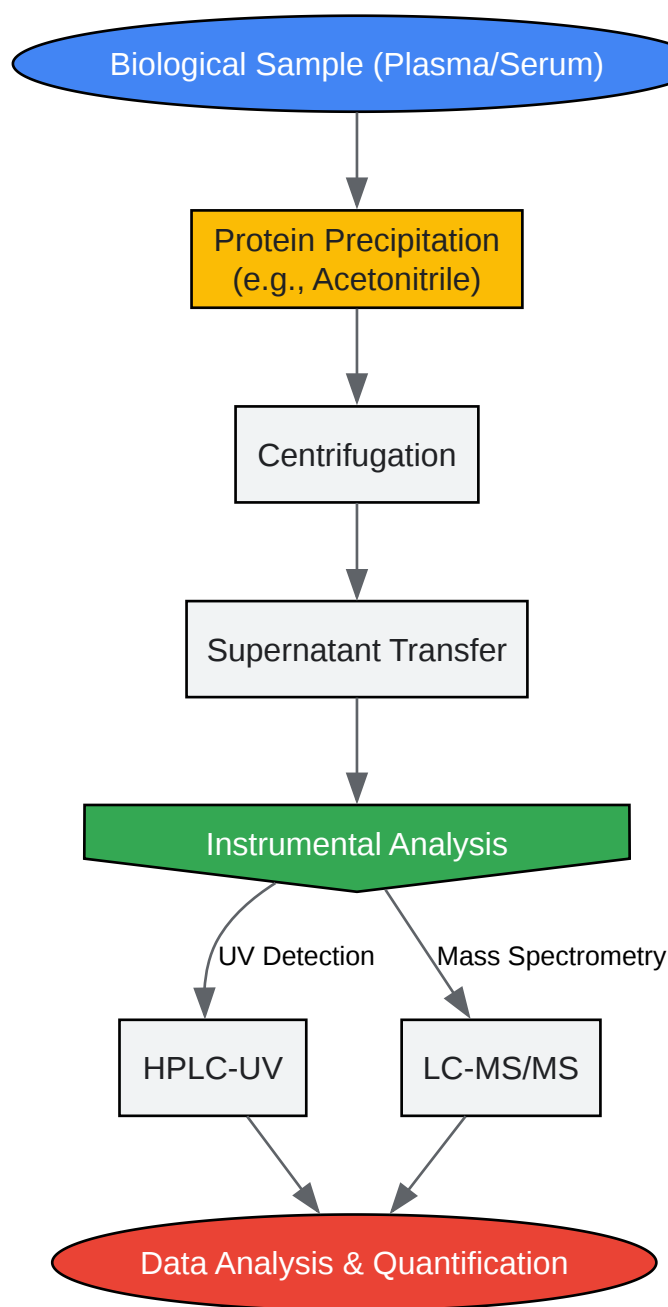 Biological Sample (Plasma/Serum)
Protein Precipitation
(e.g., Acetonitrile)
Centrifugation
Supernatant Transfer
Instrumental Analysis
UV Detection
Mass Spectrometry
HPLC-UV
LC-MS/MS
Data Analysis & Quantification